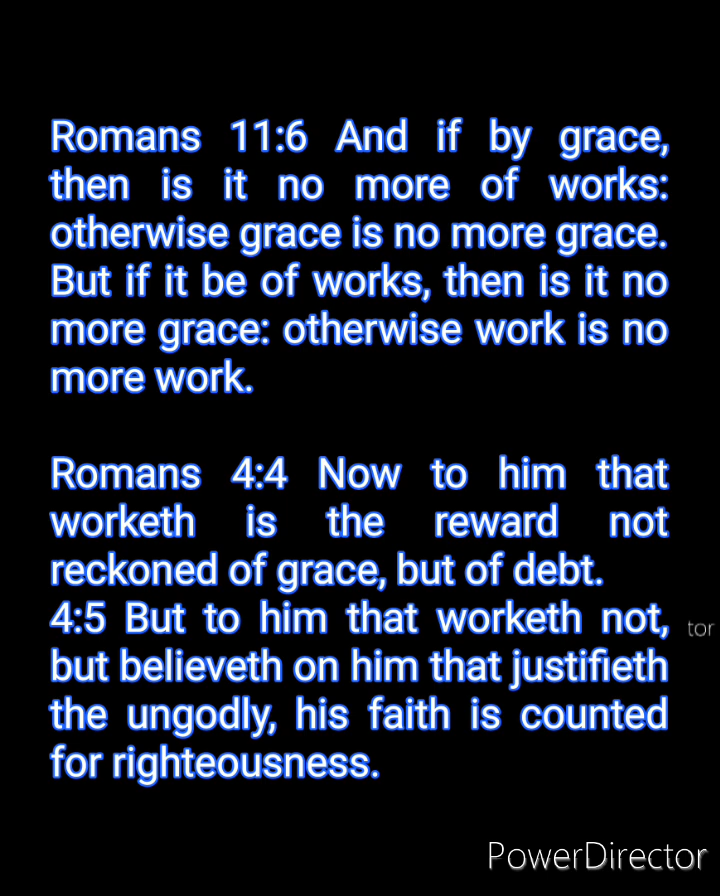 Romans 11:6 And if by grace,
then is it no more of works:
otherwise grace is no more grace.
But if it be of works, then is it no
more grace: otherwise work is no
more work.
Romans 4:4 Now to him that
worketh is the reward not
reckoned of grace, but of debt.
4:5 But to him that worketh not,
tor
but believeth on him that justifieth
the ungodly, his faith is counted
for righteousness.
PowerDirector